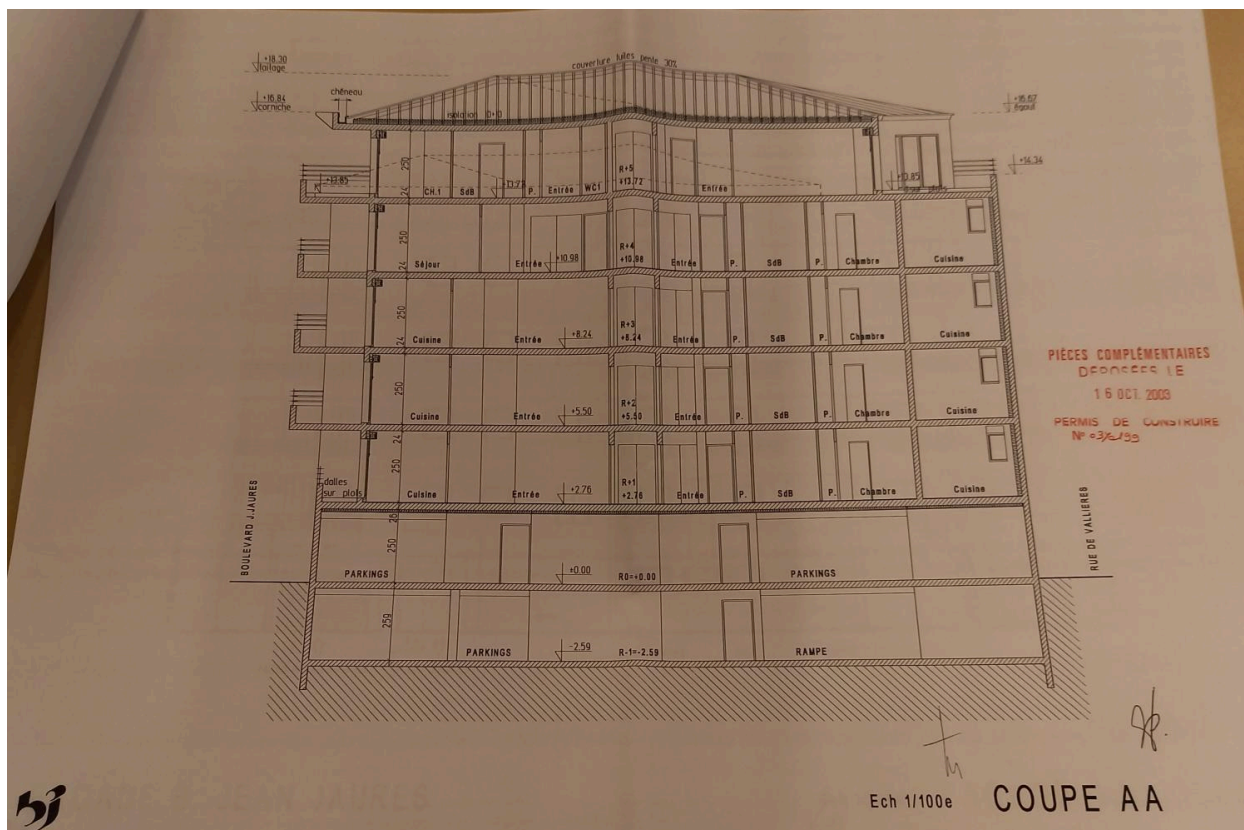 couverture tuiles pente 30%
+18.30
faîtage
chêneau
+16.84
corniche
+16.67
égout
isolation
+14.34
250
R+5
+13.72
+13.85
24
CH.1
SdB
P.
Entrée
WC1
Entrée
250
R+4
+10.98
24
Séjour
Entrée
+10.98
Entrée
P.
SdB
P.
Chambre
Cuisine
250
R+3
+8.24
24
Cuisine
Entrée
+8.24
Entrée
P.
SdB
P.
Chambre
Cuisine
250
R+2
+5.50
24
Cuisine
Entrée
+5.50
Entrée
P.
SdB
P.
Chambre
Cuisine
250
R+1
+2.76
dalles
sur plots
Cuisine
Entrée
+2.76
Entrée
P.
SdB
P.
Chambre
Cuisine
26
250
BOULEVARD J.JAURES
PARKINGS
+0.00
R0=+0.00
PARKINGS
RUE DE VALLIERES
259
PARKINGS
-2.59
R-1=-2.59
RAMPE
PIÈCES COMPLÉMENTAIRES
DÉPOSÉES LE
16 OCT. 2003
PERMIS DE CONSTRUIRE
Nº
Ech 1/100e COUPE AA